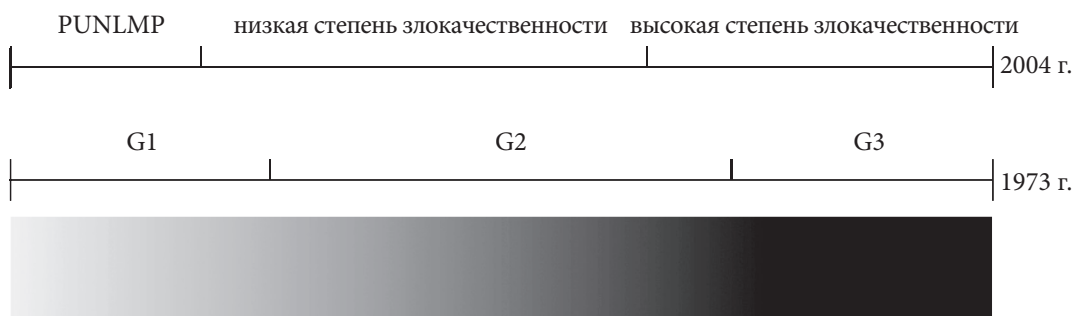 PUNLMP низкая степень злокачественности высокая степень злокачественности
2004 г.
G1 G2 G3
1973 г.